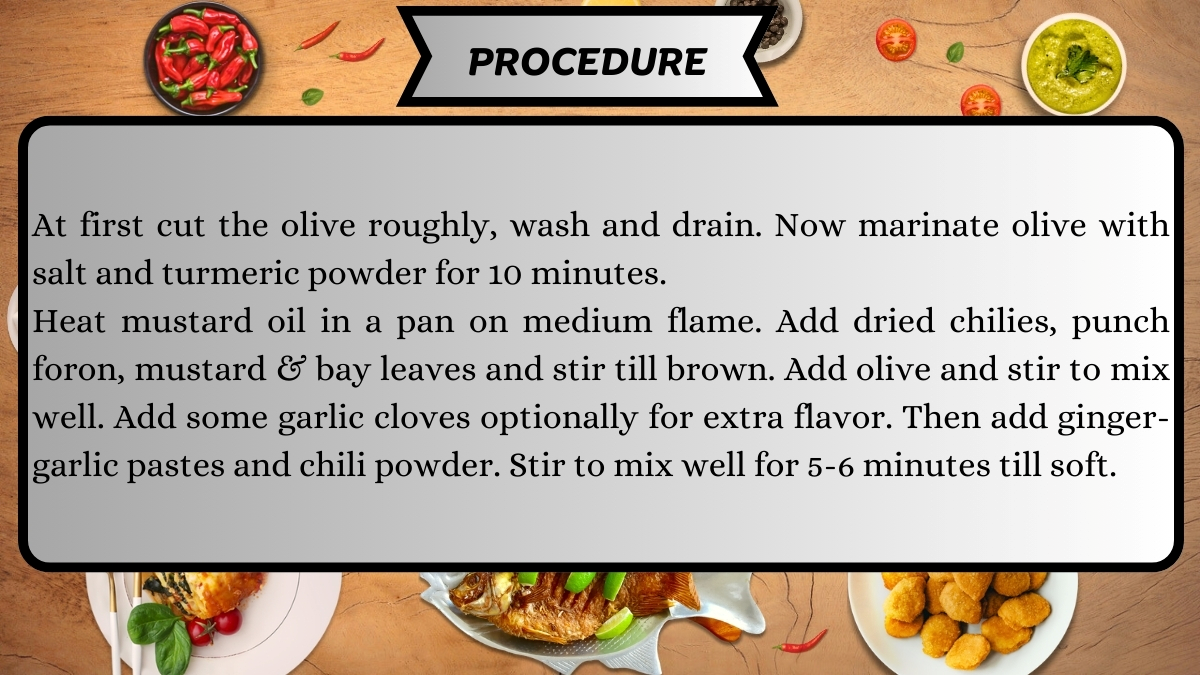 PROCEDURE
At first cut the olive roughly, wash and drain. Now marinate olive with
salt and turmeric powder for 10 minutes.
Heat mustard oil in a pan on medium flame. Add dried chilies, punch
foron, mustard & bay leaves and stir till brown. Add olive and stir to mix
well. Add some garlic cloves optionally for extra flavor. Then add ginger-
garlic pastes and chili powder. Stir to mix well for 5-6 minutes till soft.